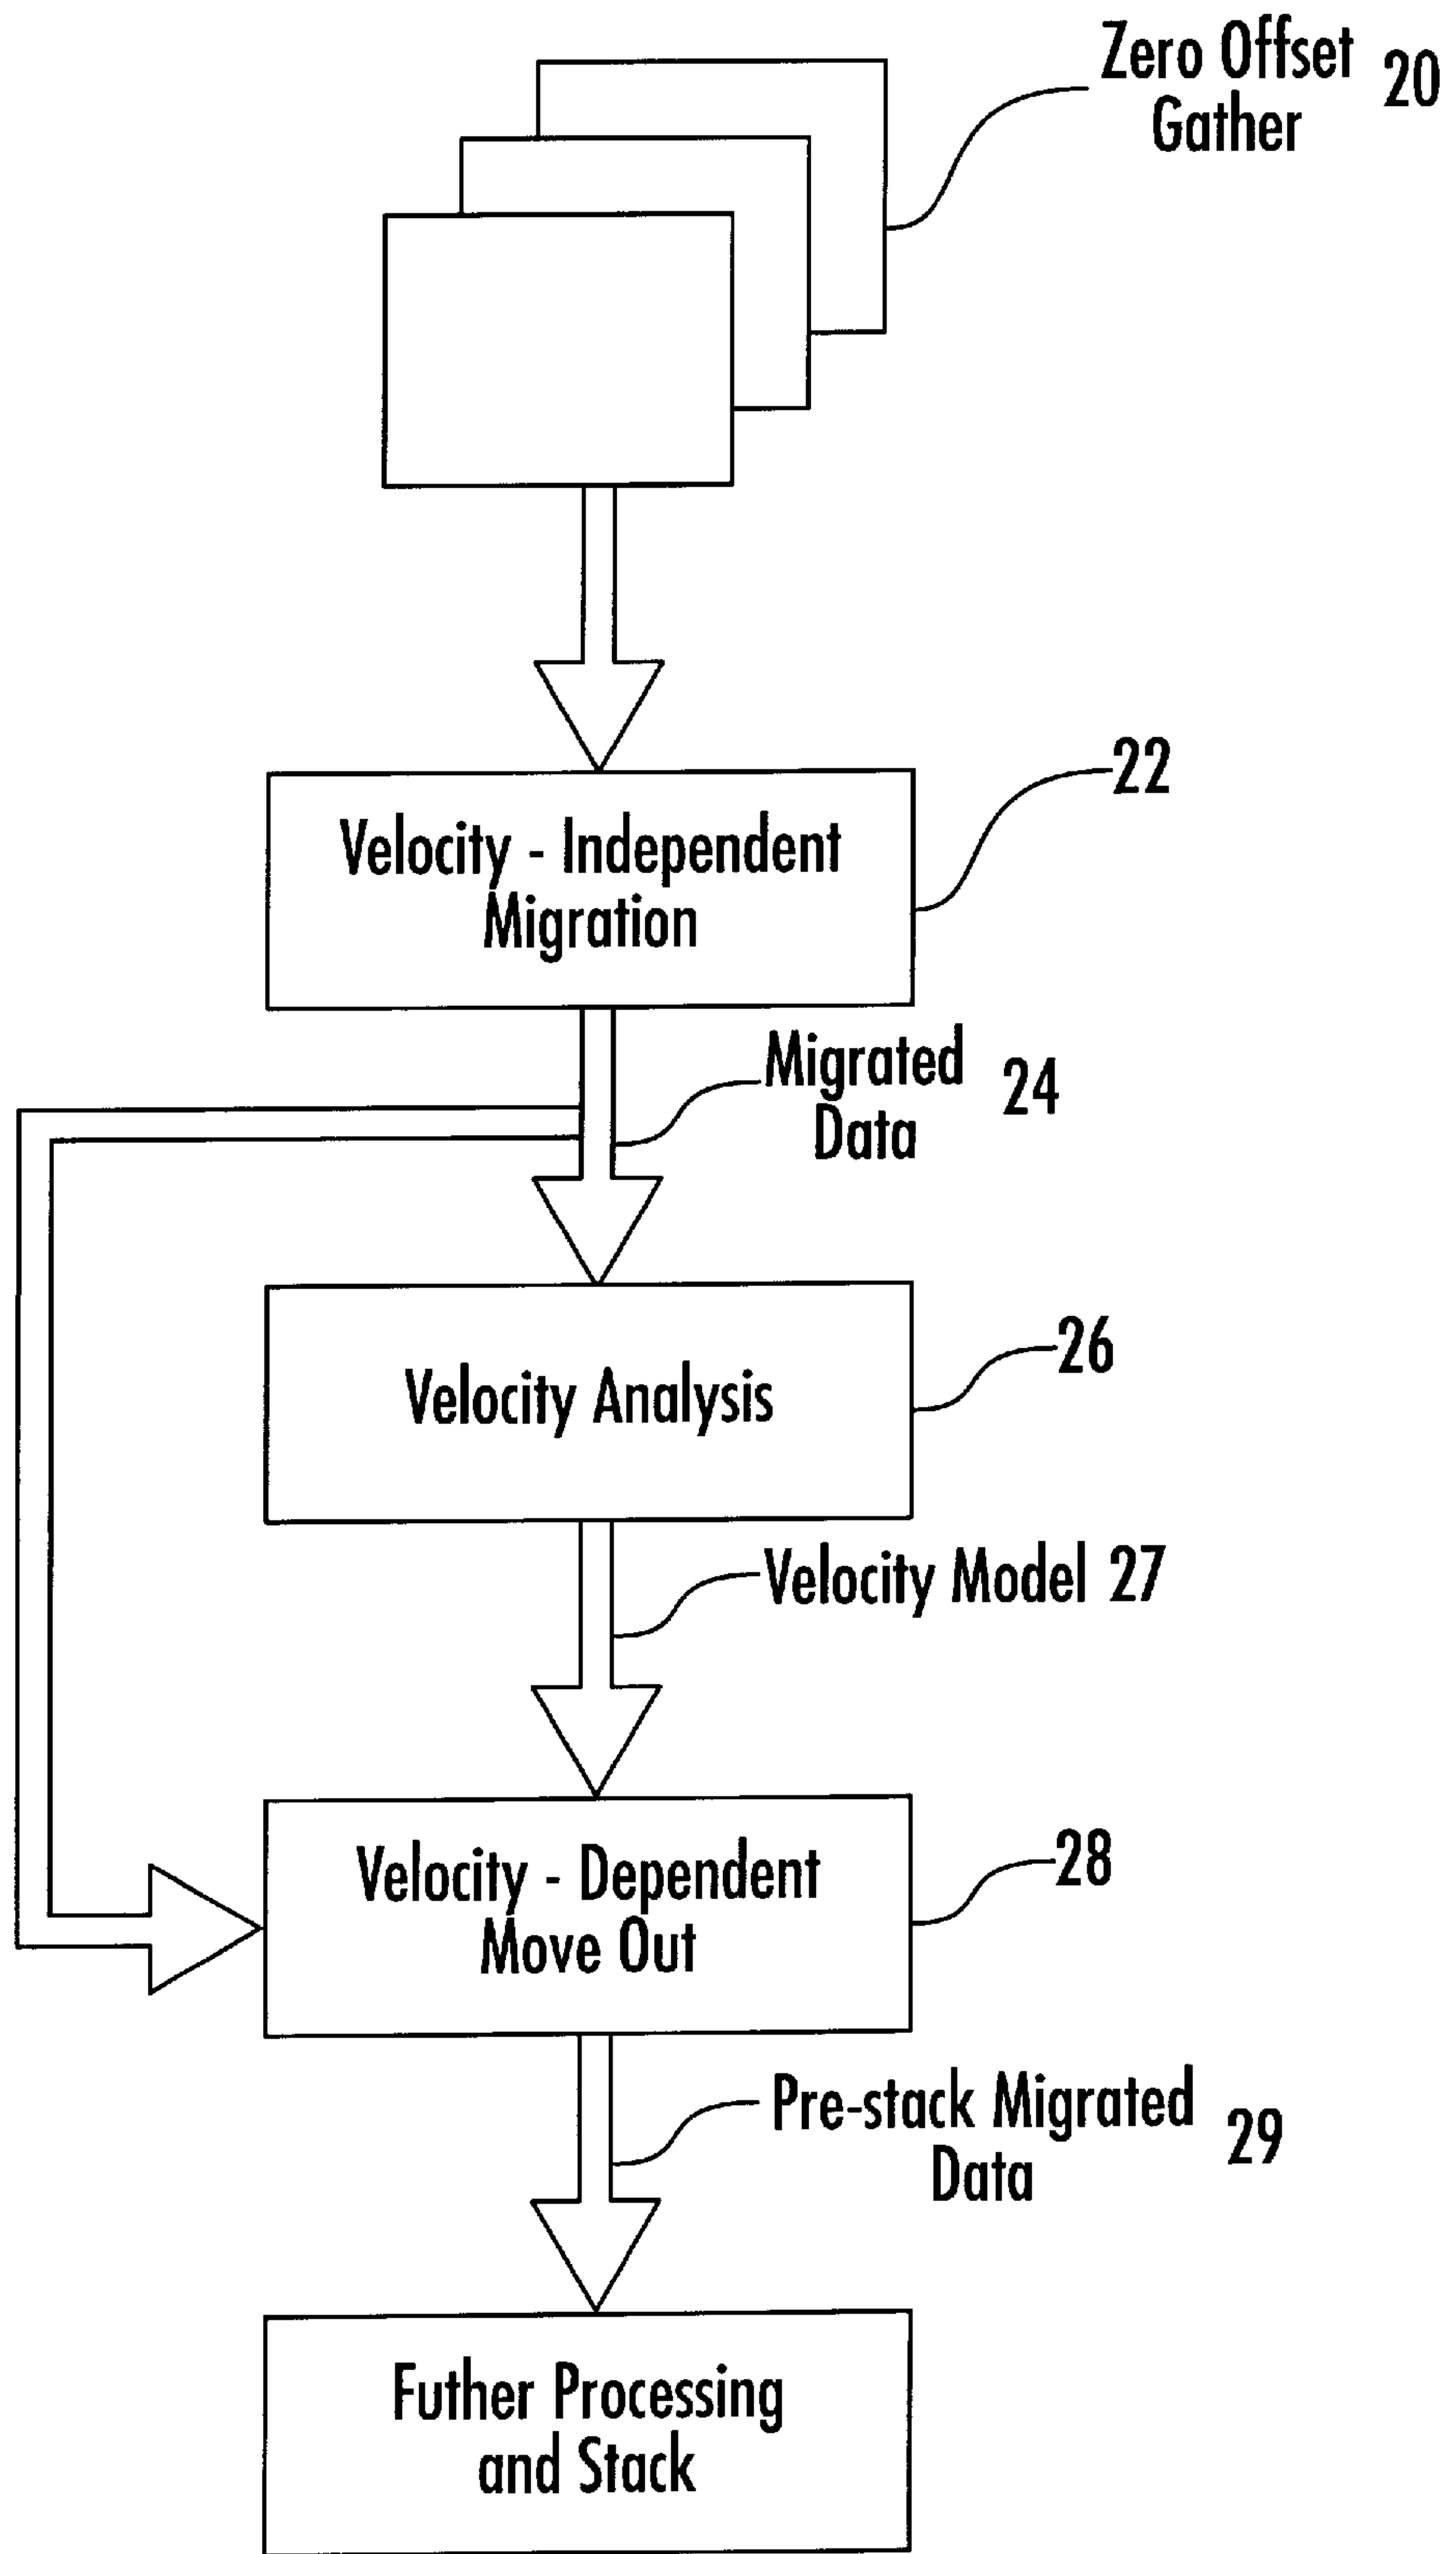 Zero Offset 20
Gather
22
Velocity - Independent
Migration
Migrated 24
Data
26
Velocity Analysis
Velocity Model 27
28
Velocity - Dependent
Move Out
Pre-stack Migrated 29
Data
Futher Processing
and Stack